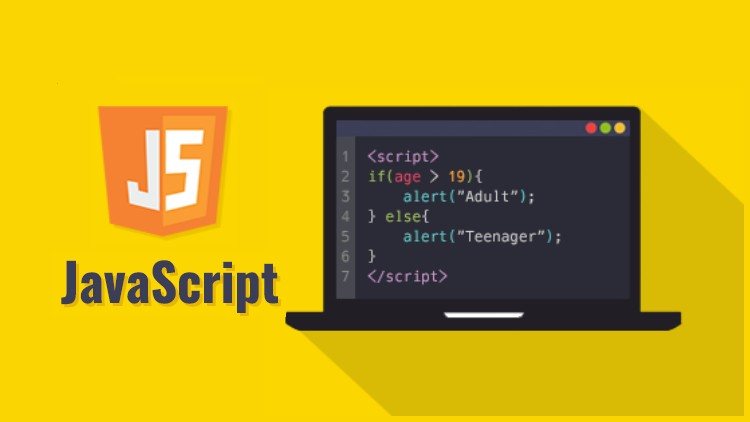 JS
JavaScript
1 <script>
2 if(age > 19){
3 alert("Adult");
4 } else{
5 alert("Teenager");
6 }
7 </script>